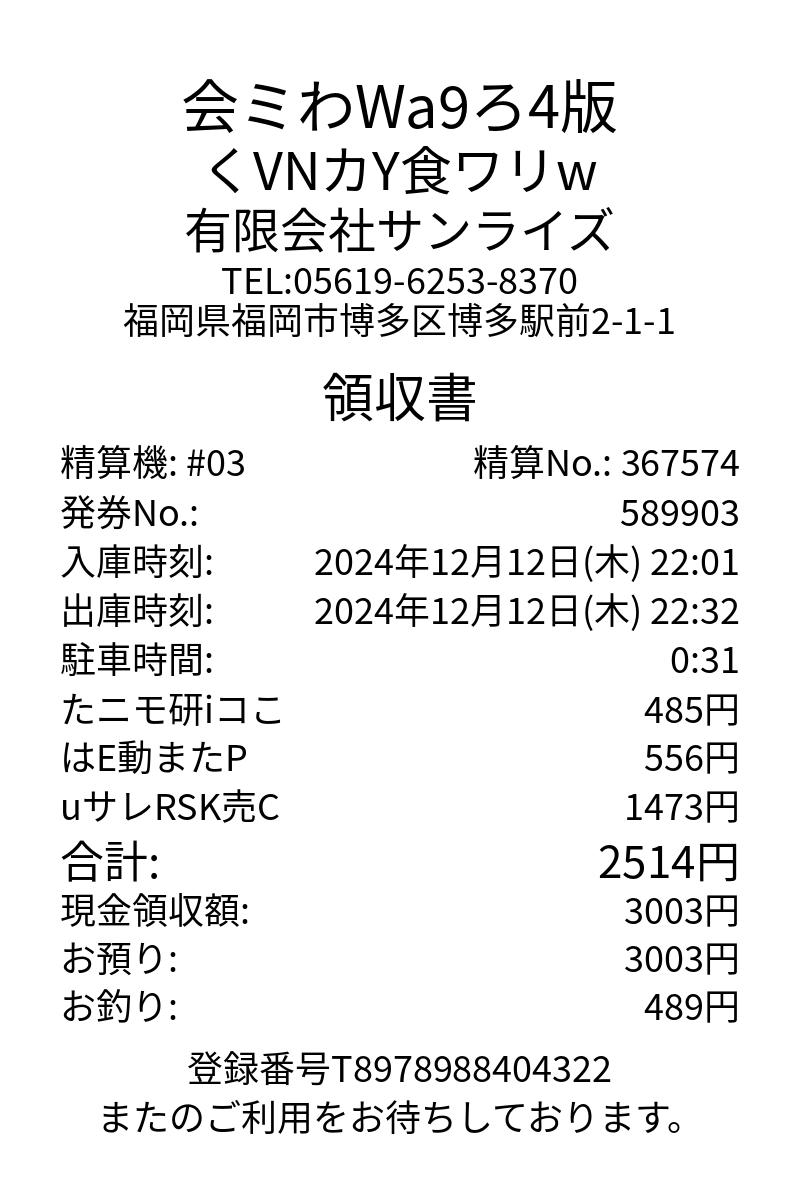 会ミわWa9ろ4版
くVNカY食ワリw
有限会社サンライズ
TEL:05619-6253-8370
福岡県福岡市博多区博多駅前2-1-1
領収書
精算機: #03 精算No.: 367574
発券No.: 589903
入庫時刻: 2024年12月12日(木) 22:01
出庫時刻: 2024年12月12日(木) 22:32
駐車時間: 0:31
たニモ研iコこ 485円
はE動またP 556円
uサレRSK売C 1473円
合計: 2514円
現金領収額: 3003円
お預り: 3003円
お釣り: 489円
登録番号T8978988404322
またのご利用をお待ちしております。